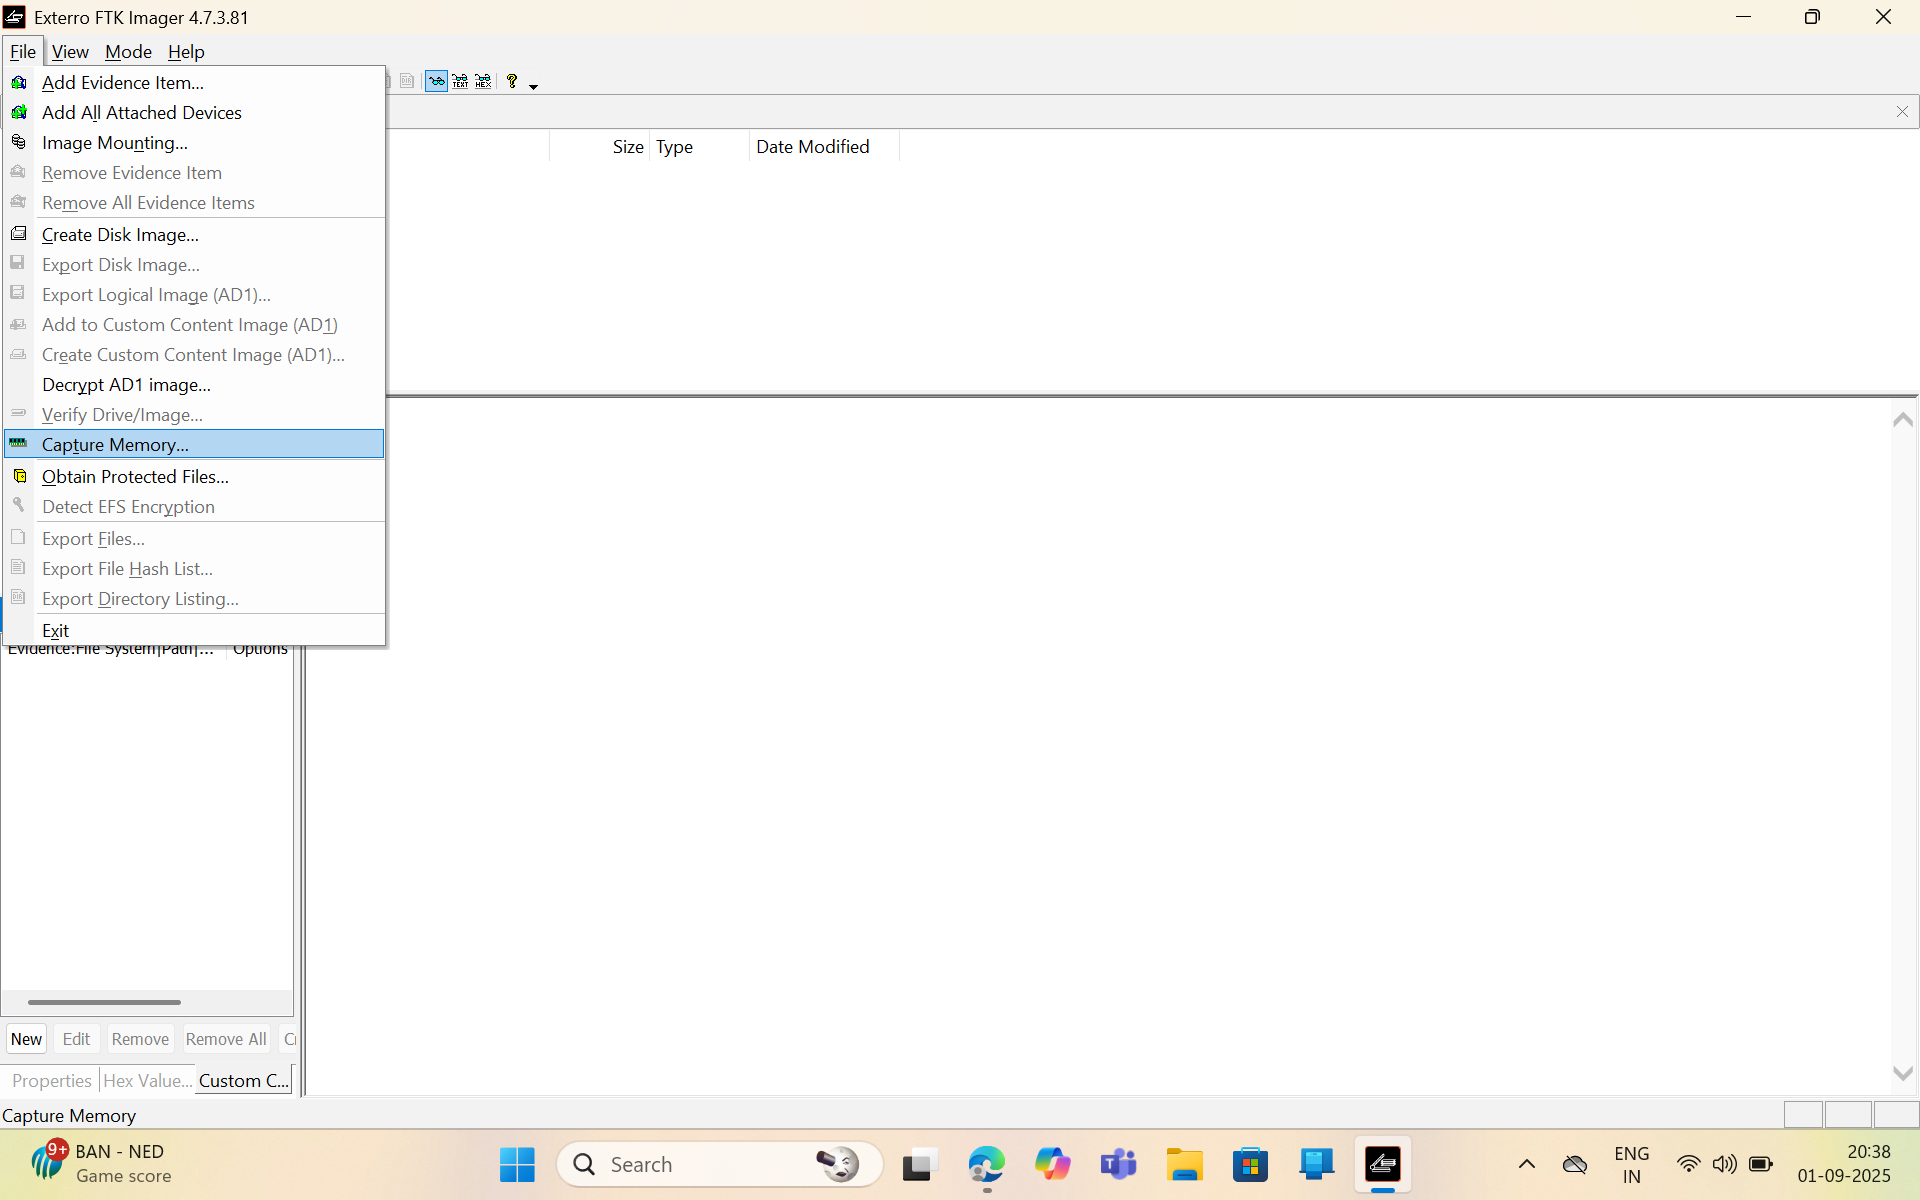 Exterro FTK Imager 4.7.3.81
File View Mode Help
Add Evidence Item...
Add All Attached Devices
Image Mounting...
Remove Evidence Item
Remove All Evidence Items
Create Disk Image...
Export Disk Image...
Export Logical Image (AD1)...
Add to Custom Content Image (AD1)
Create Custom Content Image (AD1)...
Decrypt AD1 image...
Verify Drive/Image...
Capture Memory...
Obtain Protected Files...
Detect EFS Encryption
Export Files...
Export File Hash List...
Export Directory Listing...
Exit
TEXT HEX
Size Type Date Modified
Evidence:File System|Path|... Options
New Edit Remove Remove All
Properties Hex Value... Custom C...
Capture Memory
9+ BAN - NED
Game score
Search
ENG
IN
20:38
01-09-2025